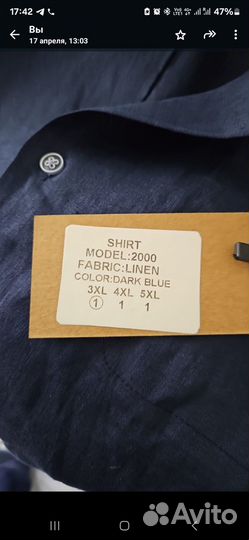 17:42
47%
Вы
17 апреля, 13:03
SHIRT
MODEL:2000
FABRIC:LINEN
COLOR:DARK BLUE
3XL 4XL 5XL
1 1 1
Avito